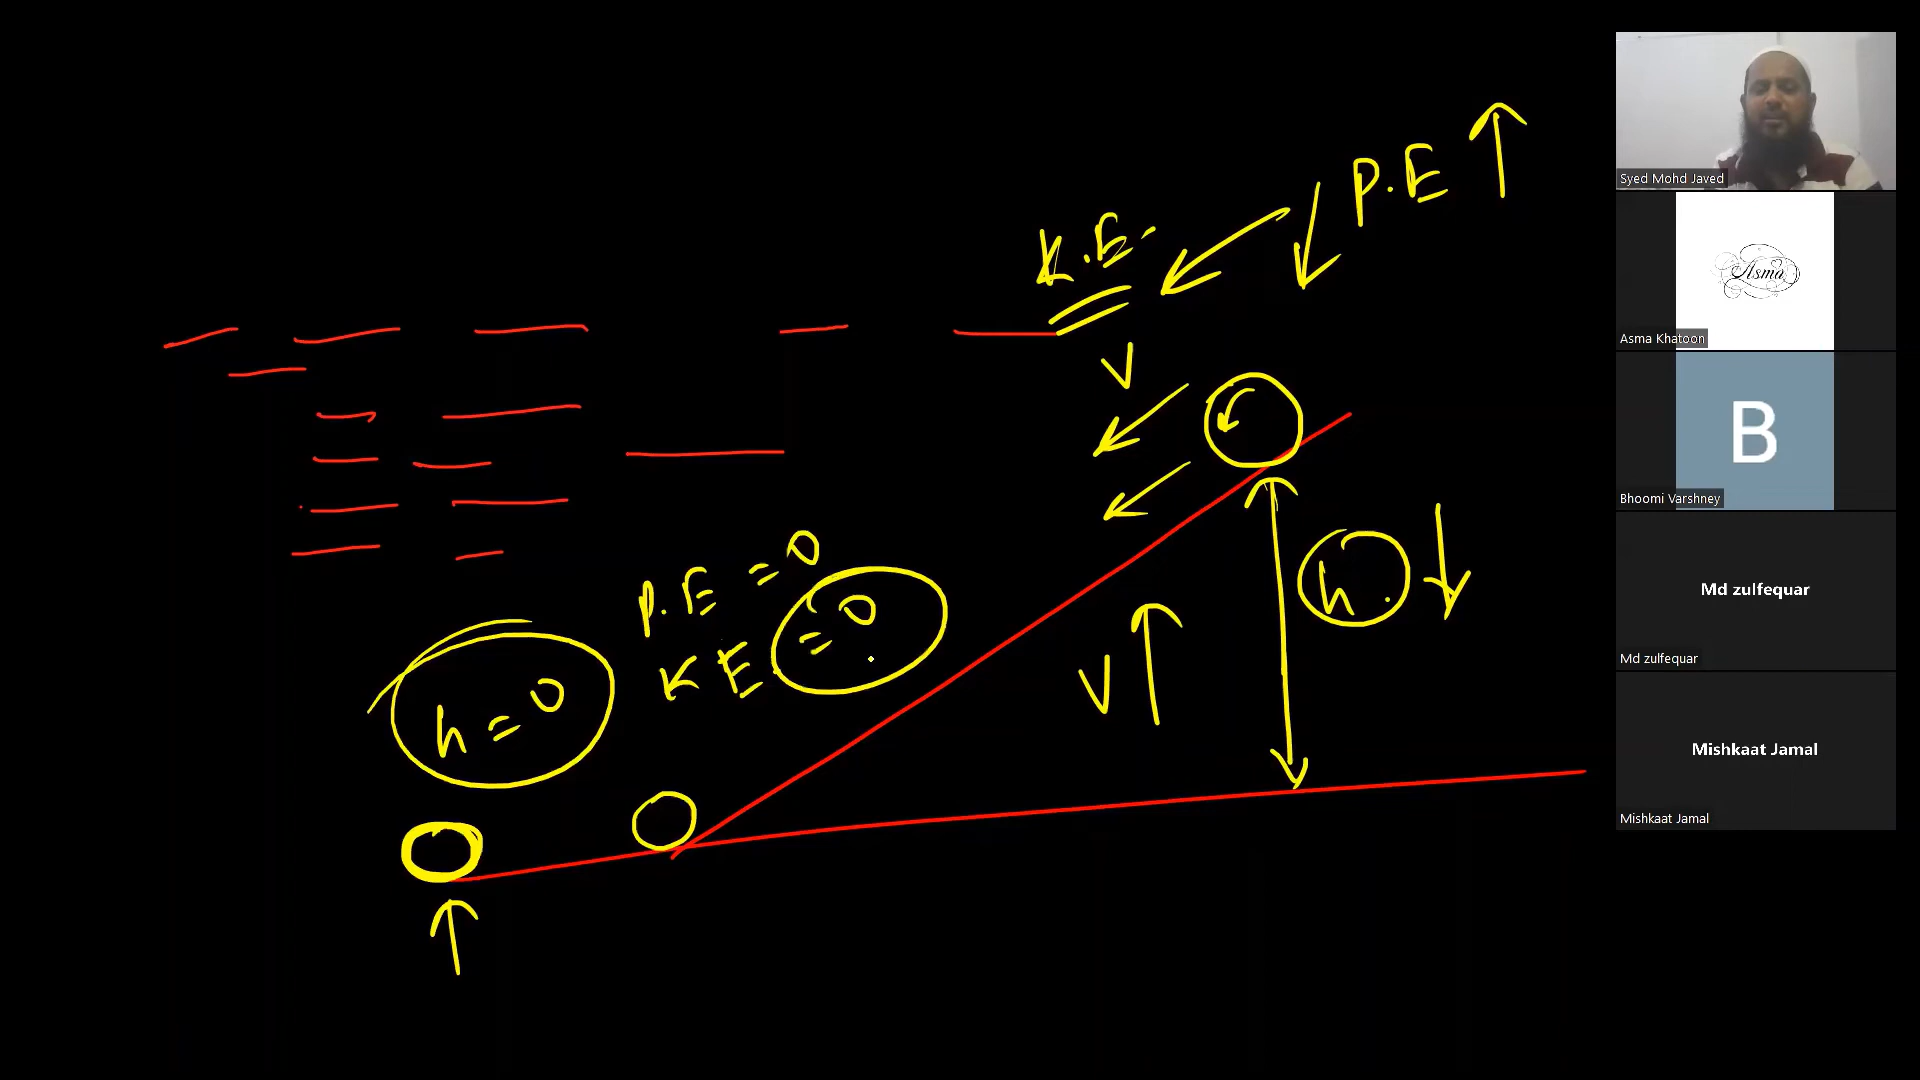 P.E
K.E.
V
h.
P.E = 0
KE = 0
V
h = 0
Syed Mohd Javed
Asma
Asma Khatoon
B
Bhoomi Varshney
Md zulfequar
Md zulfequar
Mishkaat Jamal
Mishkaat Jamal